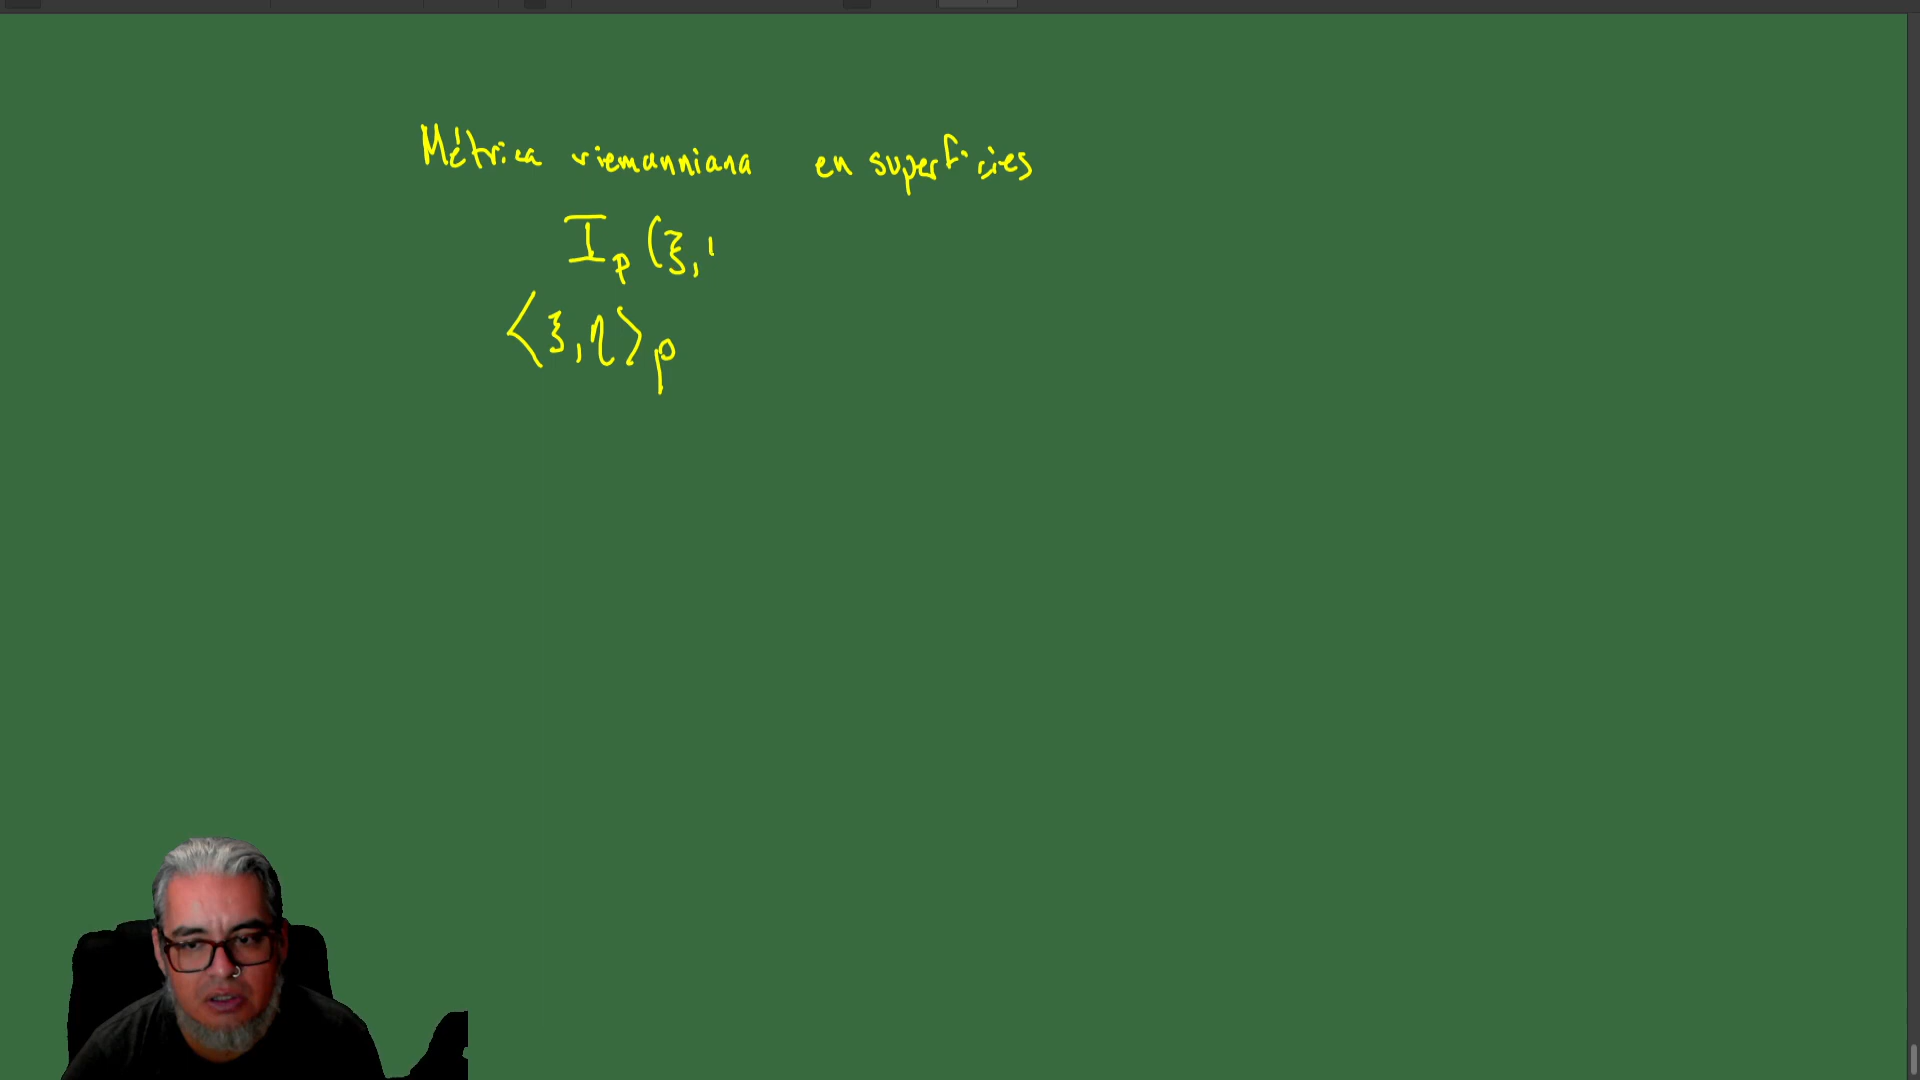 Métrica riemanniana en superficies
I_p (ξ,
⟨ξ,η⟩_p